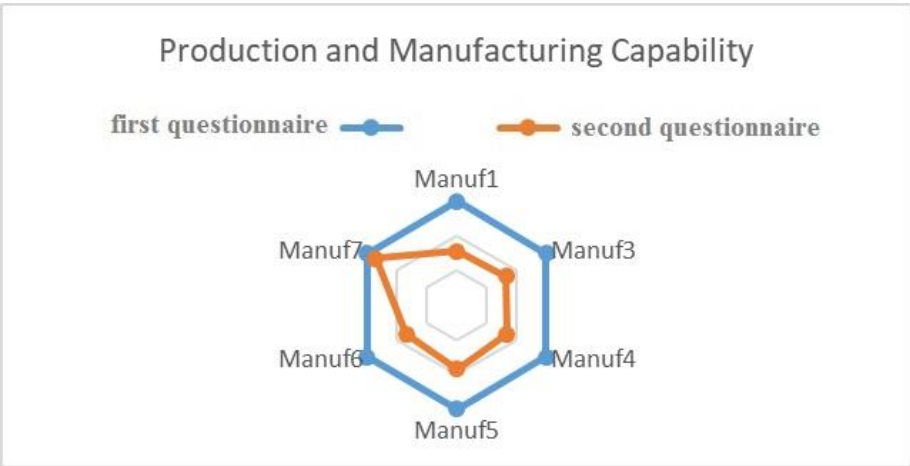 Production and Manufacturing Capability
first questionnaire
second questionnaire
Manuf1
Manuf7
Manuf3
Manuf6
Manuf4
Manuf5